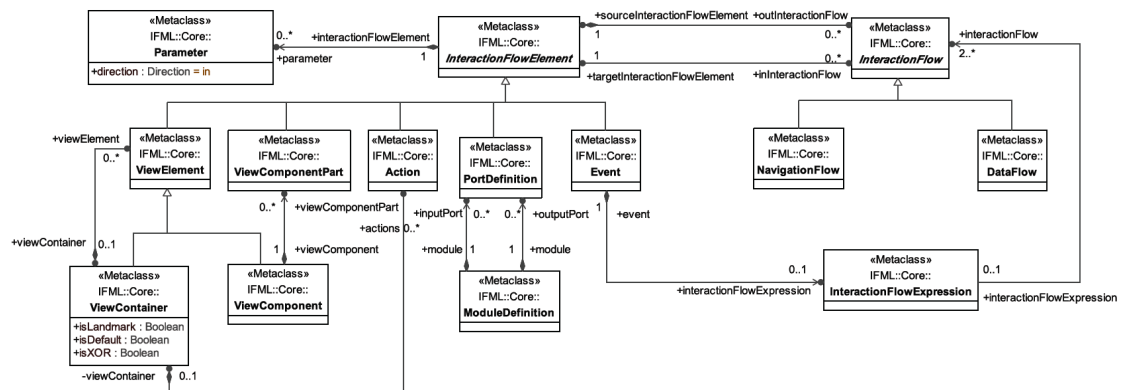 «Metaclass»
IFML::Core::
Parameter
+direction : Direction = in
0..*
+interactionFlowElement
+parameter
1
«Metaclass»
IFML::Core::
InteractionFlowElement
+sourceInteractionFlowElement
+outInteractionFlow
1
0..*
1
0..*
+targetInteractionFlowElement
+inInteractionFlow
«Metaclass»
IFML::Core::
InteractionFlow
+interactionFlow
2..*
+viewElement
0..*
«Metaclass»
IFML::Core::
ViewElement
«Metaclass»
IFML::Core::
ViewComponentPart
«Metaclass»
IFML::Core::
Action
«Metaclass»
IFML::Core::
PortDefinition
«Metaclass»
IFML::Core::
Event
«Metaclass»
IFML::Core::
NavigationFlow
«Metaclass»
IFML::Core::
DataFlow
0..*
+viewComponentPart
+inputPort
0..*
0..*
+outputPort
1
+event
+actions
0..*
+viewContainer
0..1
1
+viewComponent
+module
1
1
+module
«Metaclass»
IFML::Core::
ViewContainer
+isLandmark : Boolean
+isDefault : Boolean
+isXOR : Boolean
«Metaclass»
IFML::Core::
ViewComponent
«Metaclass»
IFML::Core::
ModuleDefinition
0..1
+interactionFlowExpression
«Metaclass»
IFML::Core::
InteractionFlowExpression
0..1
+interactionFlowExpression
-viewContainer
0..1